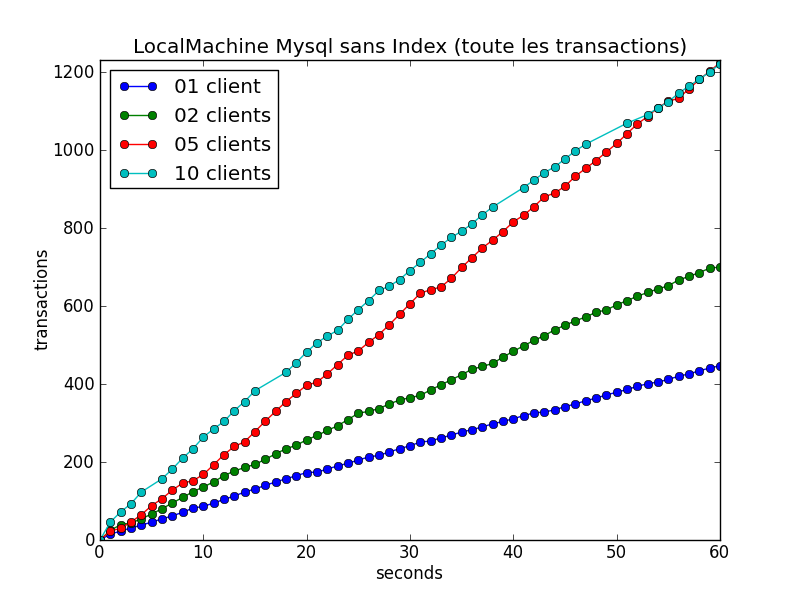 LocalMachine Mysql sans Index (toute les transactions)
01 client
02 clients
05 clients
10 clients
transactions
1200
1000
800
600
400
200
0
0 10 20 30 40 50 60
seconds